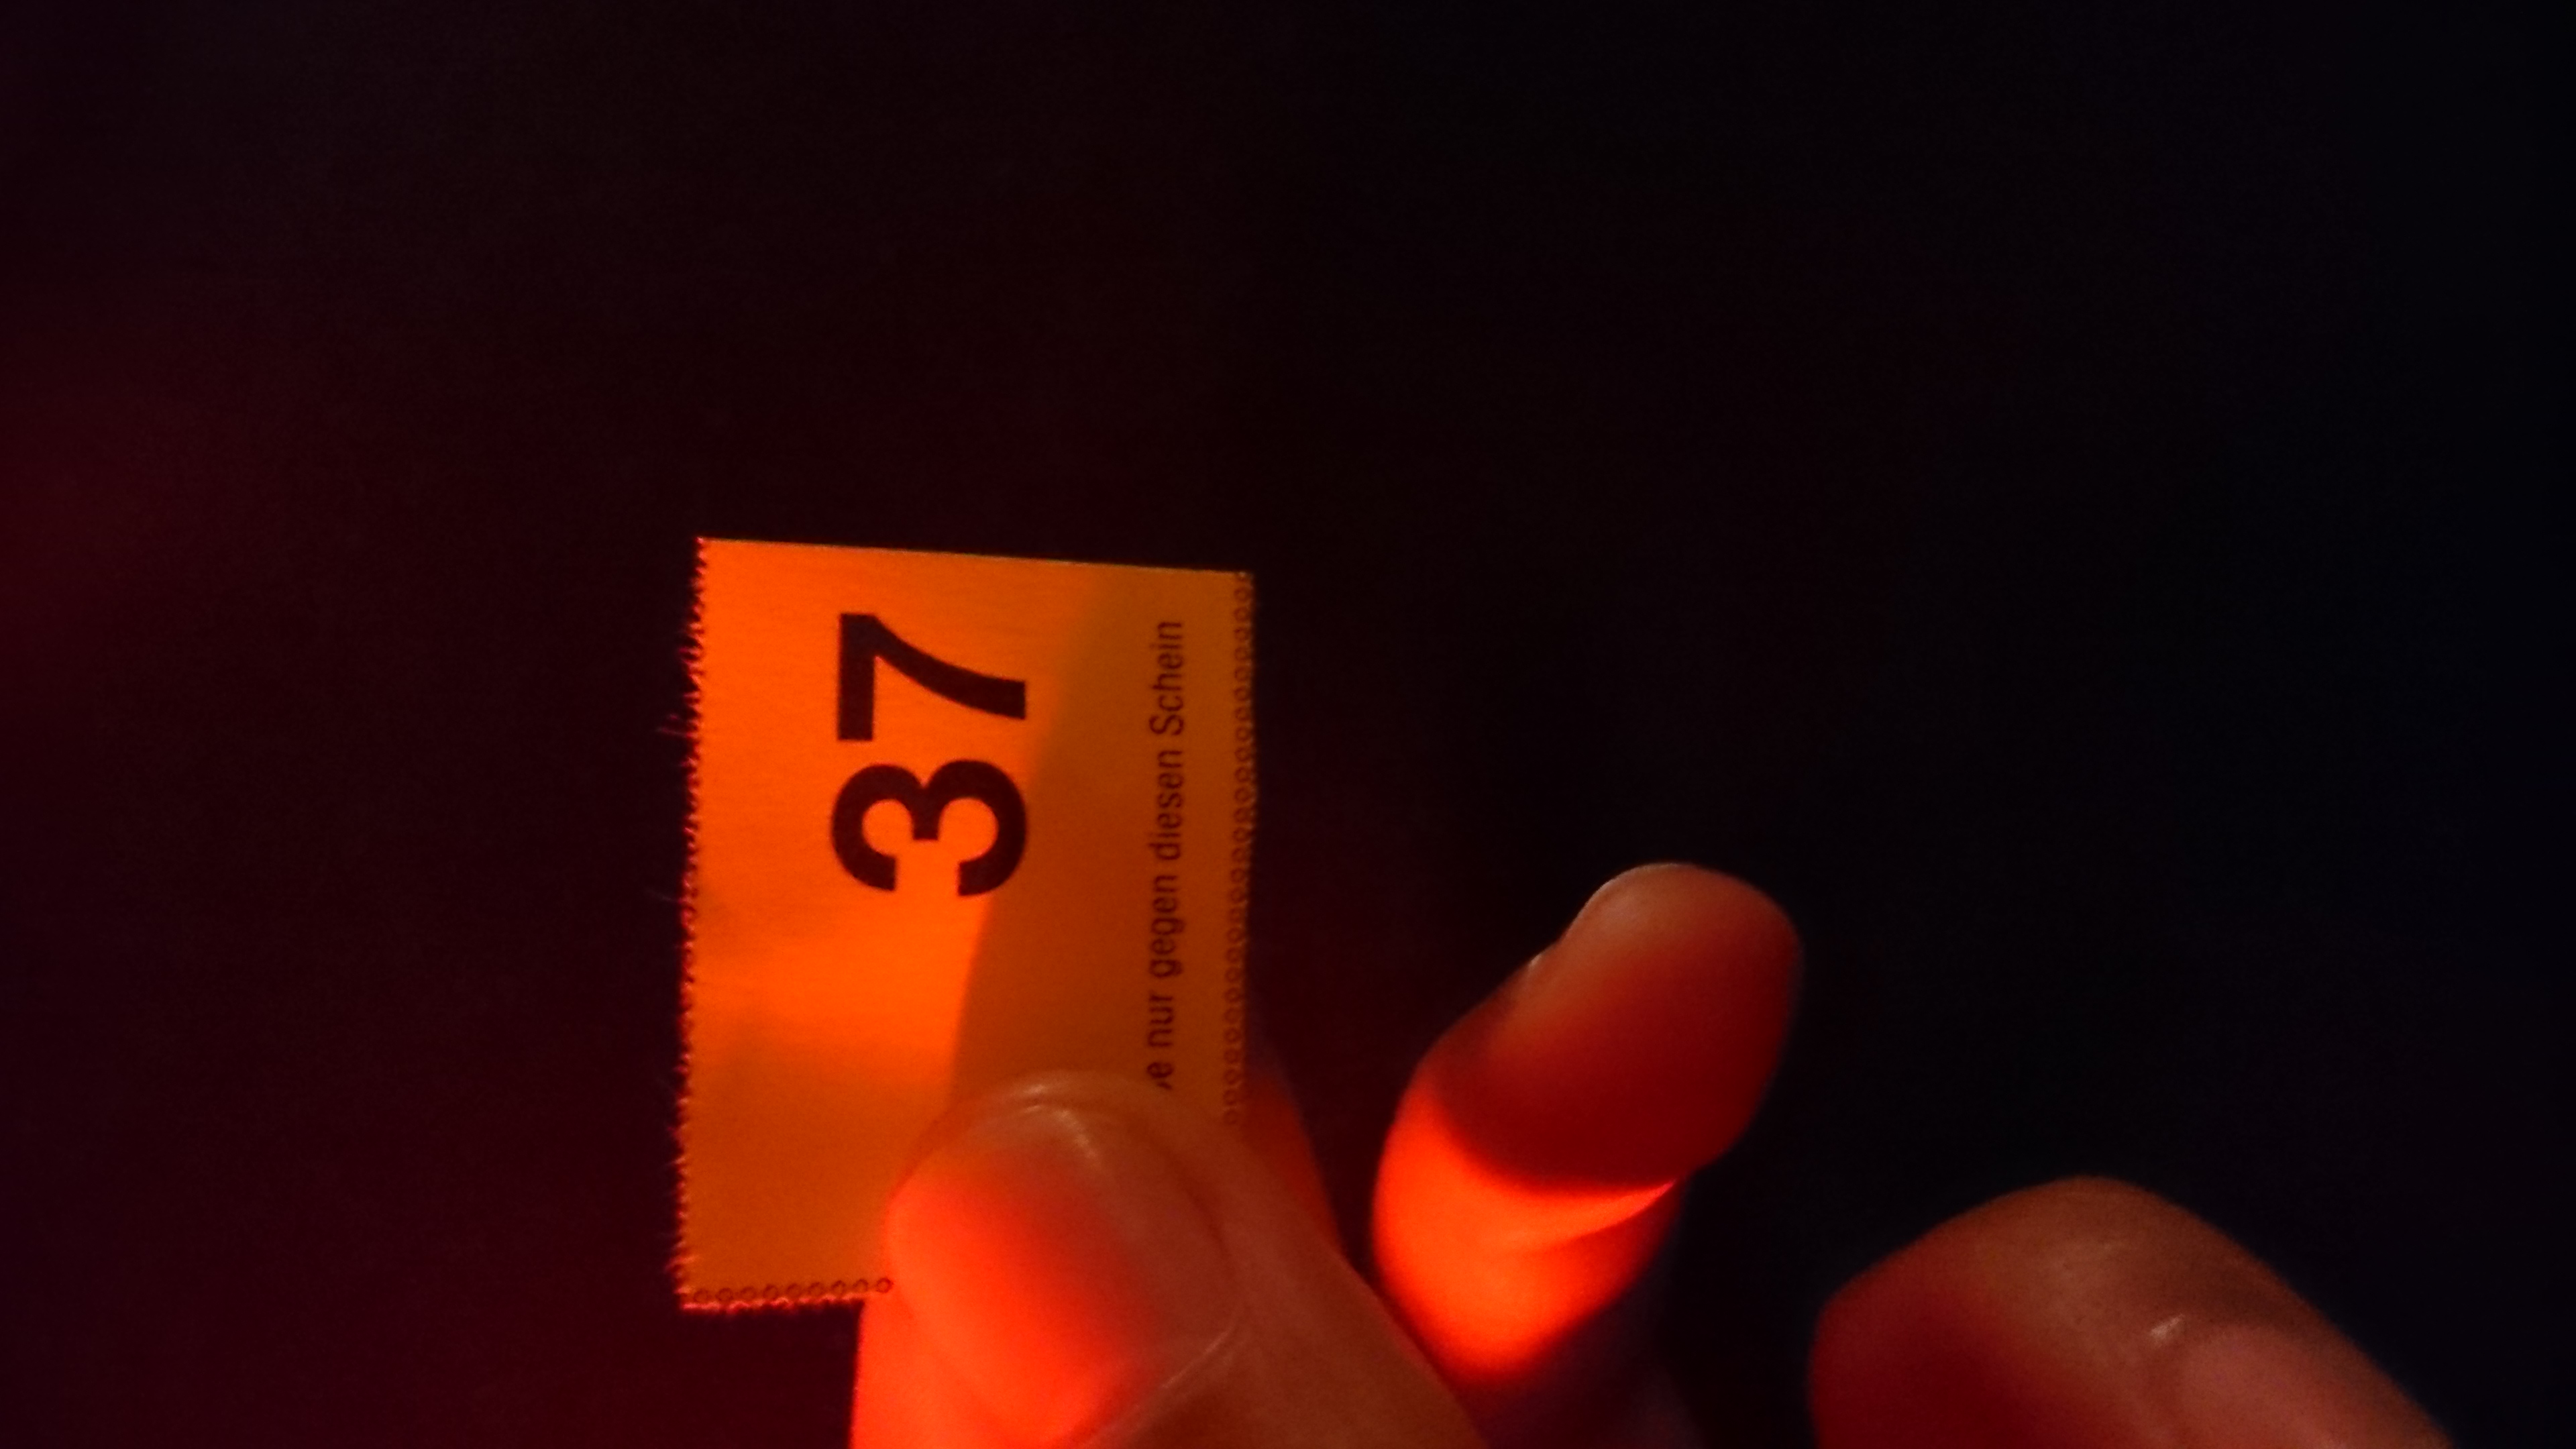 37
nur gegen diesen Schein